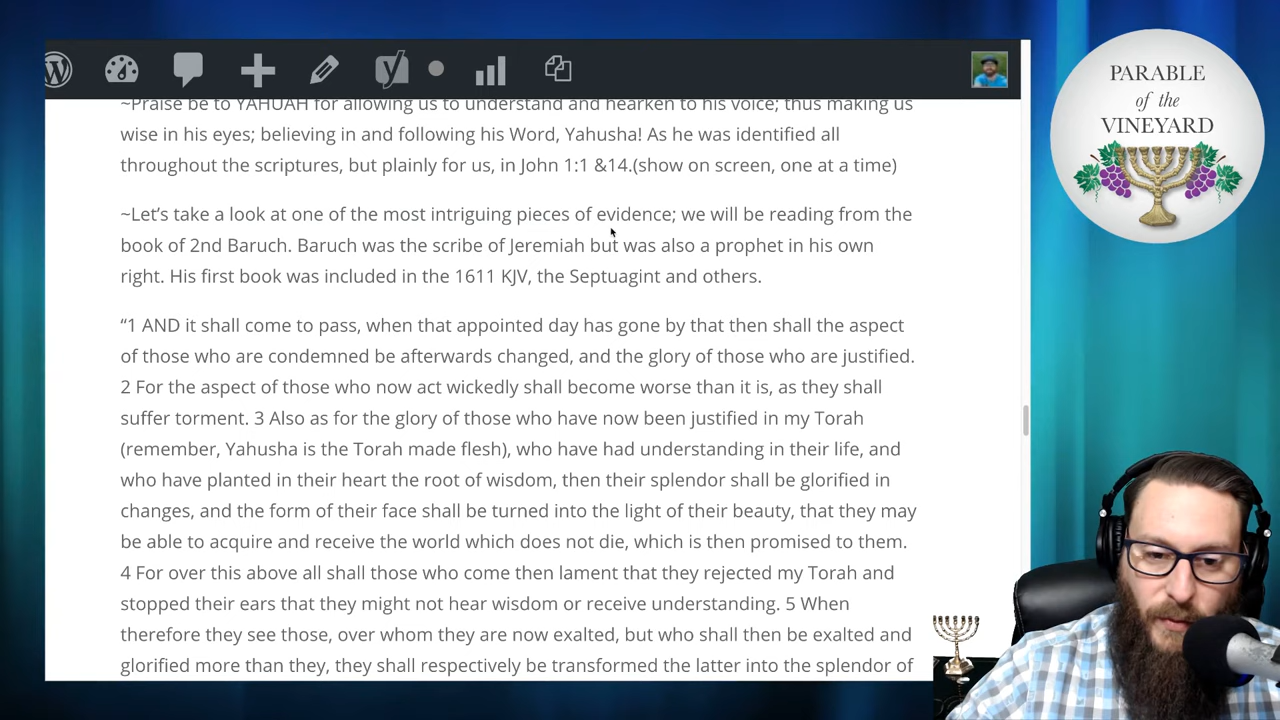 ~Praise be to YAHUAH for allowing us to understand and hearken to his voice; thus making us
wise in his eyes; believing in and following his Word, Yahusha! As he was identified all
throughout the scriptures, but plainly for us, in John 1:1 &14.(show on screen, one at a time)
~Let's take a look at one of the most intriguing pieces of evidence; we will be reading from the
book of 2nd Baruch. Baruch was the scribe of Jeremiah but was also a prophet in his own
right. His first book was included in the 1611 KJV, the Septuagint and others.
“1 AND it shall come to pass, when that appointed day has gone by that then shall the aspect
of those who are condemned be afterwards changed, and the glory of those who are justified.
2 For the aspect of those who now act wickedly shall become worse than it is, as they shall
suffer torment. 3 Also as for the glory of those who have now been justified in my Torah
(remember, Yahusha is the Torah made flesh), who have had understanding in their life, and
who have planted in their heart the root of wisdom, then their splendor shall be glorified in
changes, and the form of their face shall be turned into the light of their beauty, that they may
be able to acquire and receive the world which does not die, which is then promised to them.
4 For over this above all shall those who come then lament that they rejected my Torah and
stopped their ears that they might not hear wisdom or receive understanding. 5 When
therefore they see those, over whom they are now exalted, but who shall then be exalted and
glorified more than they, they shall respectively be transformed the latter into the splendor of
PARABLE
of the
VINEYARD